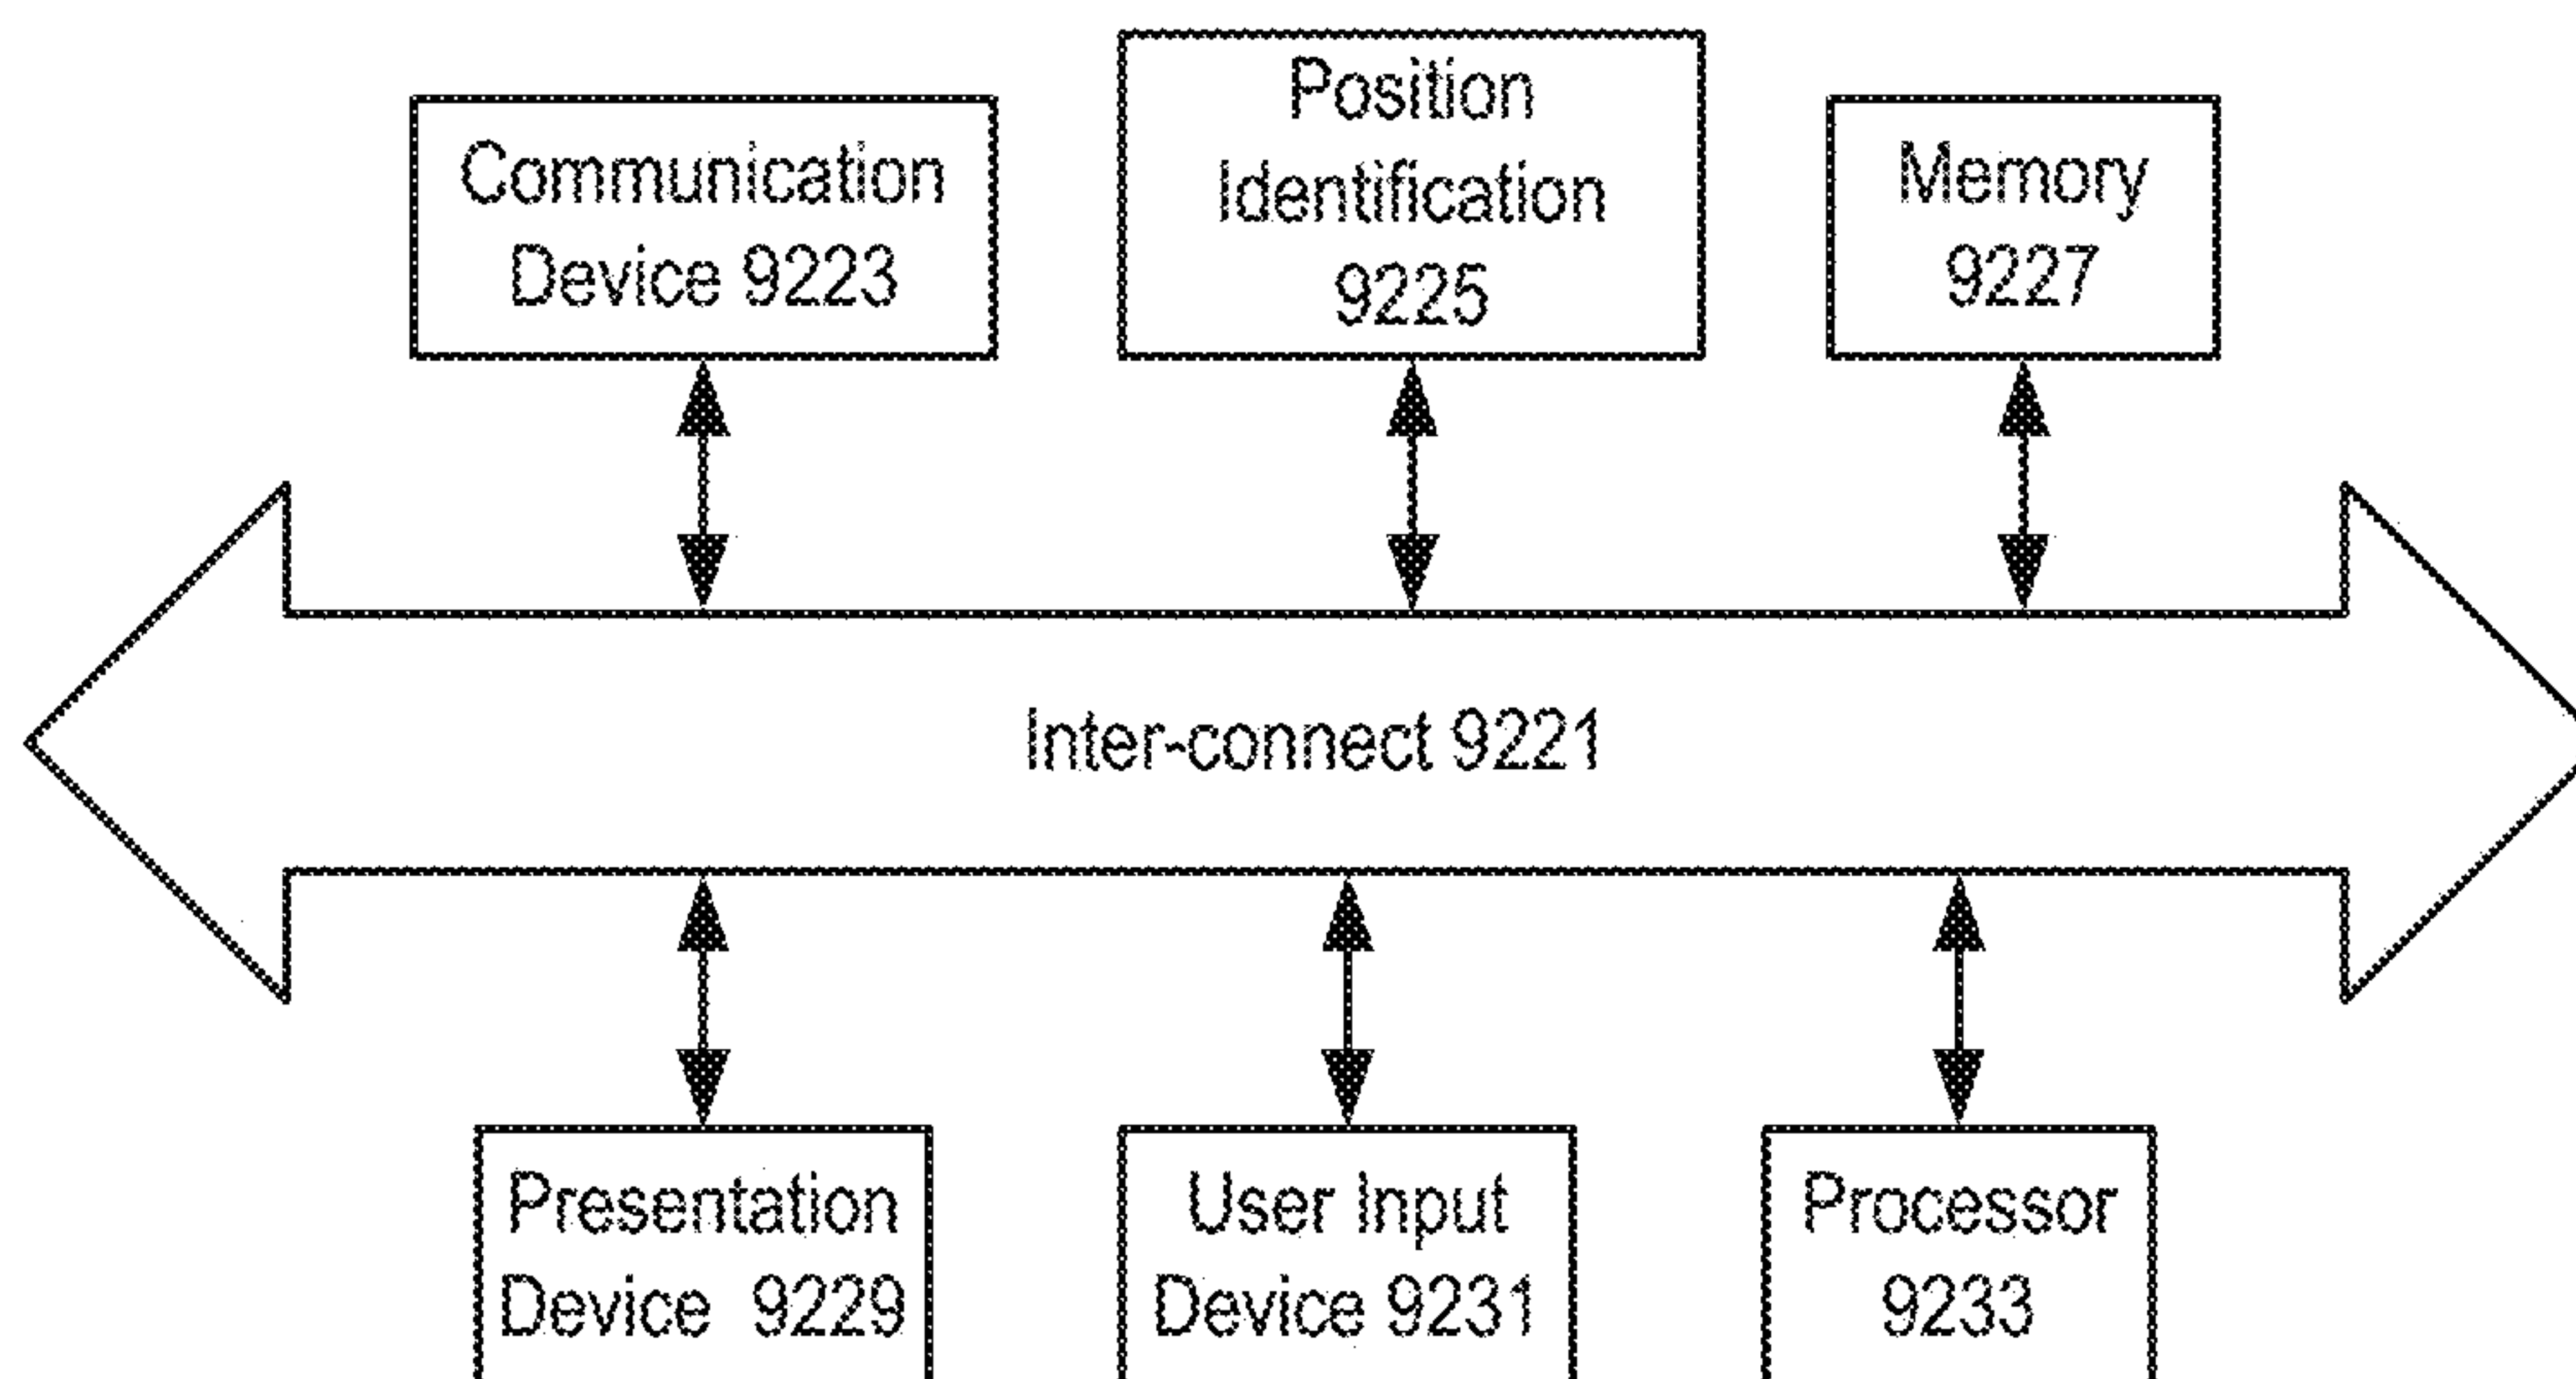 Communication
Device 9223
Position
Identification
9225
Memory
9227
Inter-connect 9221
Presentation
Device 9229
User Input
Device 9231
Processor
9233